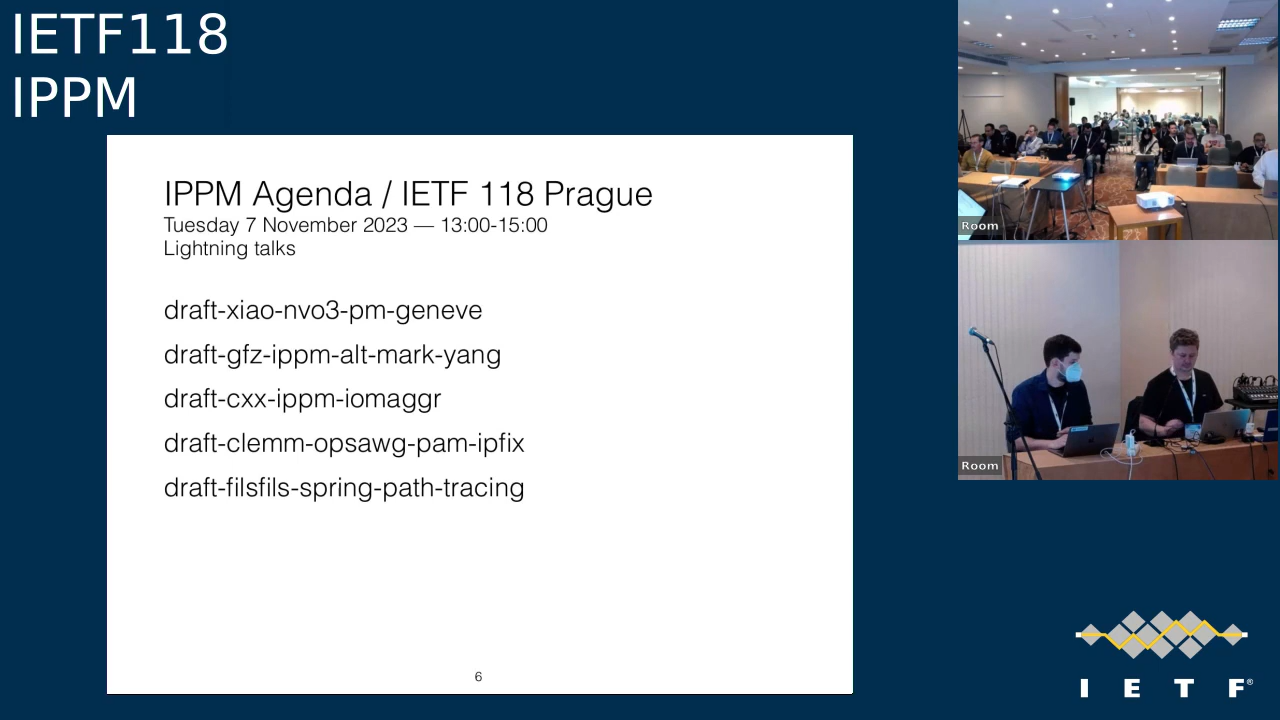 IETF118
IPPM
IPPM Agenda / IETF 118 Prague
Tuesday 7 November 2023 — 13:00-15:00
Lightning talks
draft-xiao-nvo3-pm-geneve
draft-gfz-ippm-alt-mark-yang
draft-cxx-ippm-iomaggr
draft-clemm-opsawg-pam-ipfix
draft-filsfils-spring-path-tracing
6
Room
Room
I E T F®